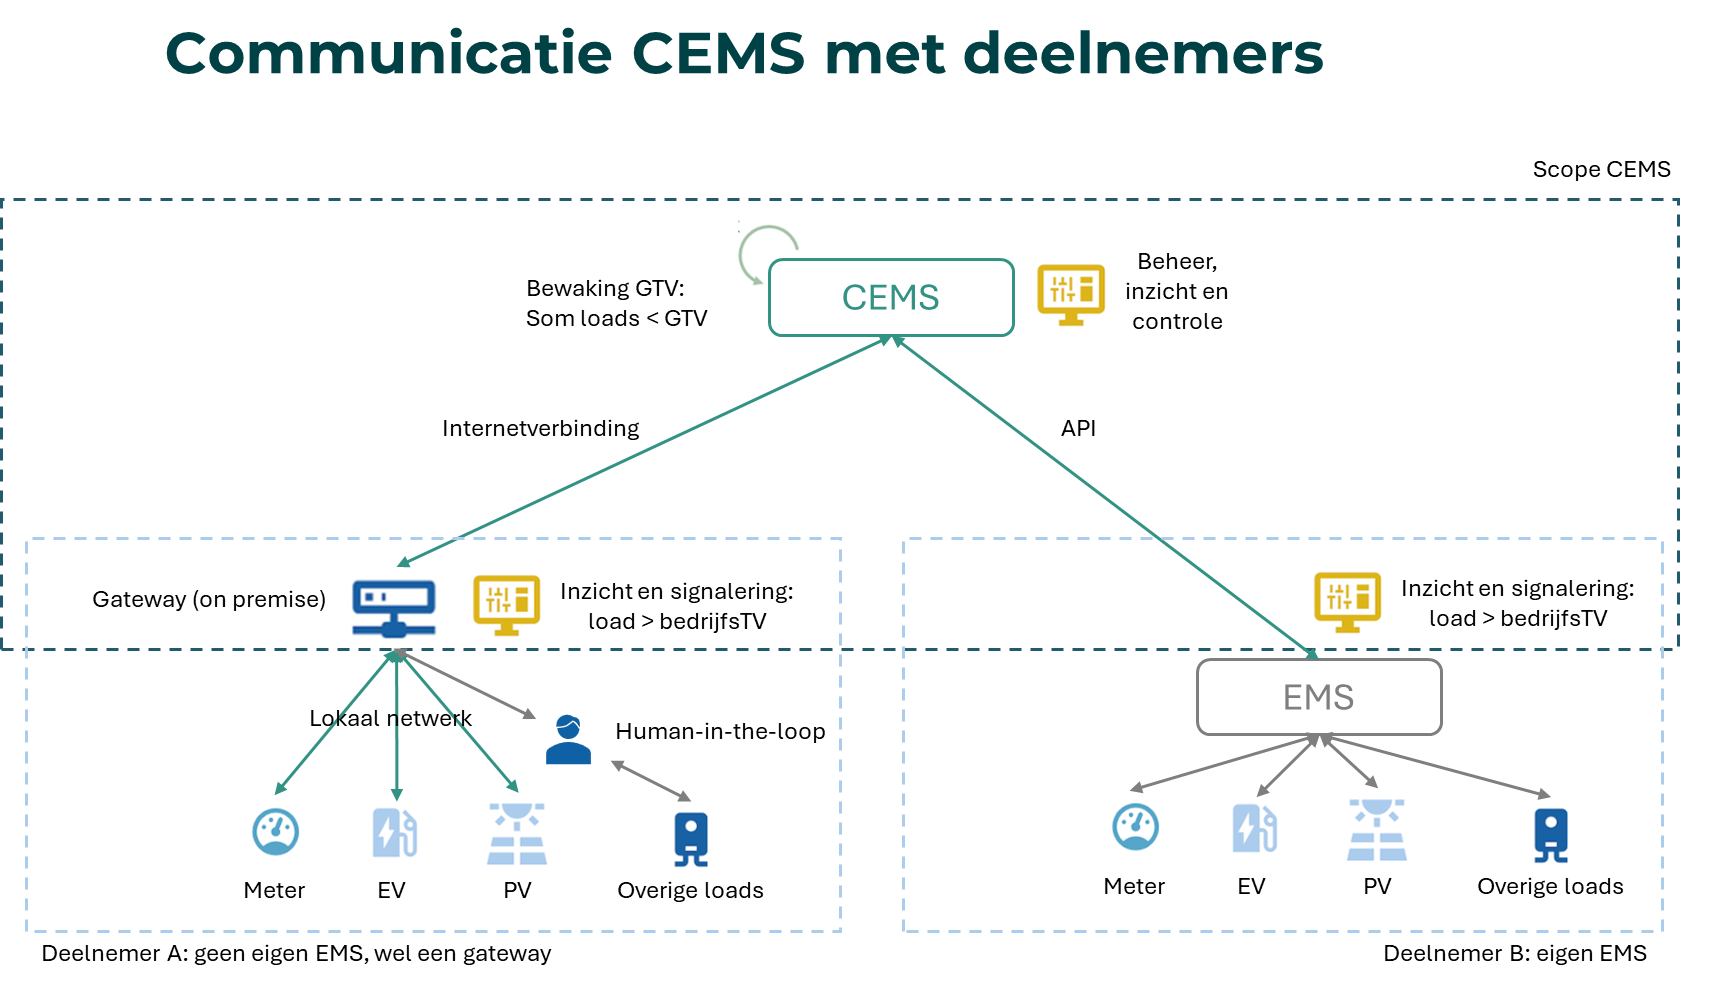 Communicatie CEMS met deelnemers
Scope CEMS
Bewaking GTV:
Som loads < GTV
CEMS
Beheer,
inzicht en
controle
Internetverbinding
API
Gateway (on premise)
Inzicht en signalering:
load > bedrijfsTV
Inzicht en signalering:
load > bedrijfsTV
Lokaal netwerk
Human-in-the-loop
EMS
Meter
EV
PV
Overige loads
Meter
EV
PV
Overige loads
Deelnemer A: geen eigen EMS, wel een gateway
Deelnemer B: eigen EMS